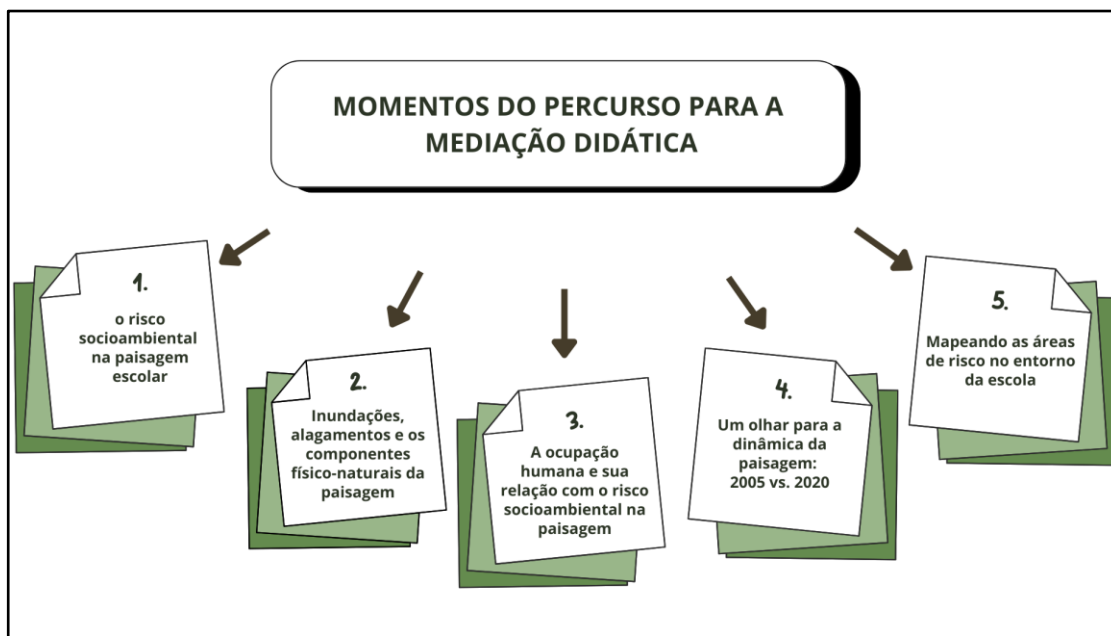 MOMENTOS DO PERCURSO PARA A
MEDIAÇÃO DIDÁTICA
1.
o risco
socioambiental
na paisagem
escolar
2.
Inundações,
alagamentos e os
componentes
físico-naturais da
paisagem
3.
A ocupação
humana e sua
relação com o risco
socioambiental na
paisagem
4.
Um olhar para a
dinâmica da
paisagem:
2005 vs. 2020
5.
Mapeando as áreas
de risco no entorno
da escola